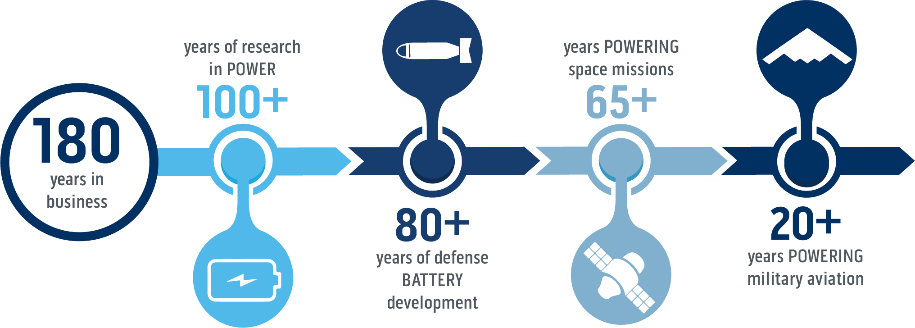 180
years in
business
years of research
in POWER
100+
80+
years of defense
BATTERY
development
years POWERING
space missions
65+
20+
years POWERING
military aviation